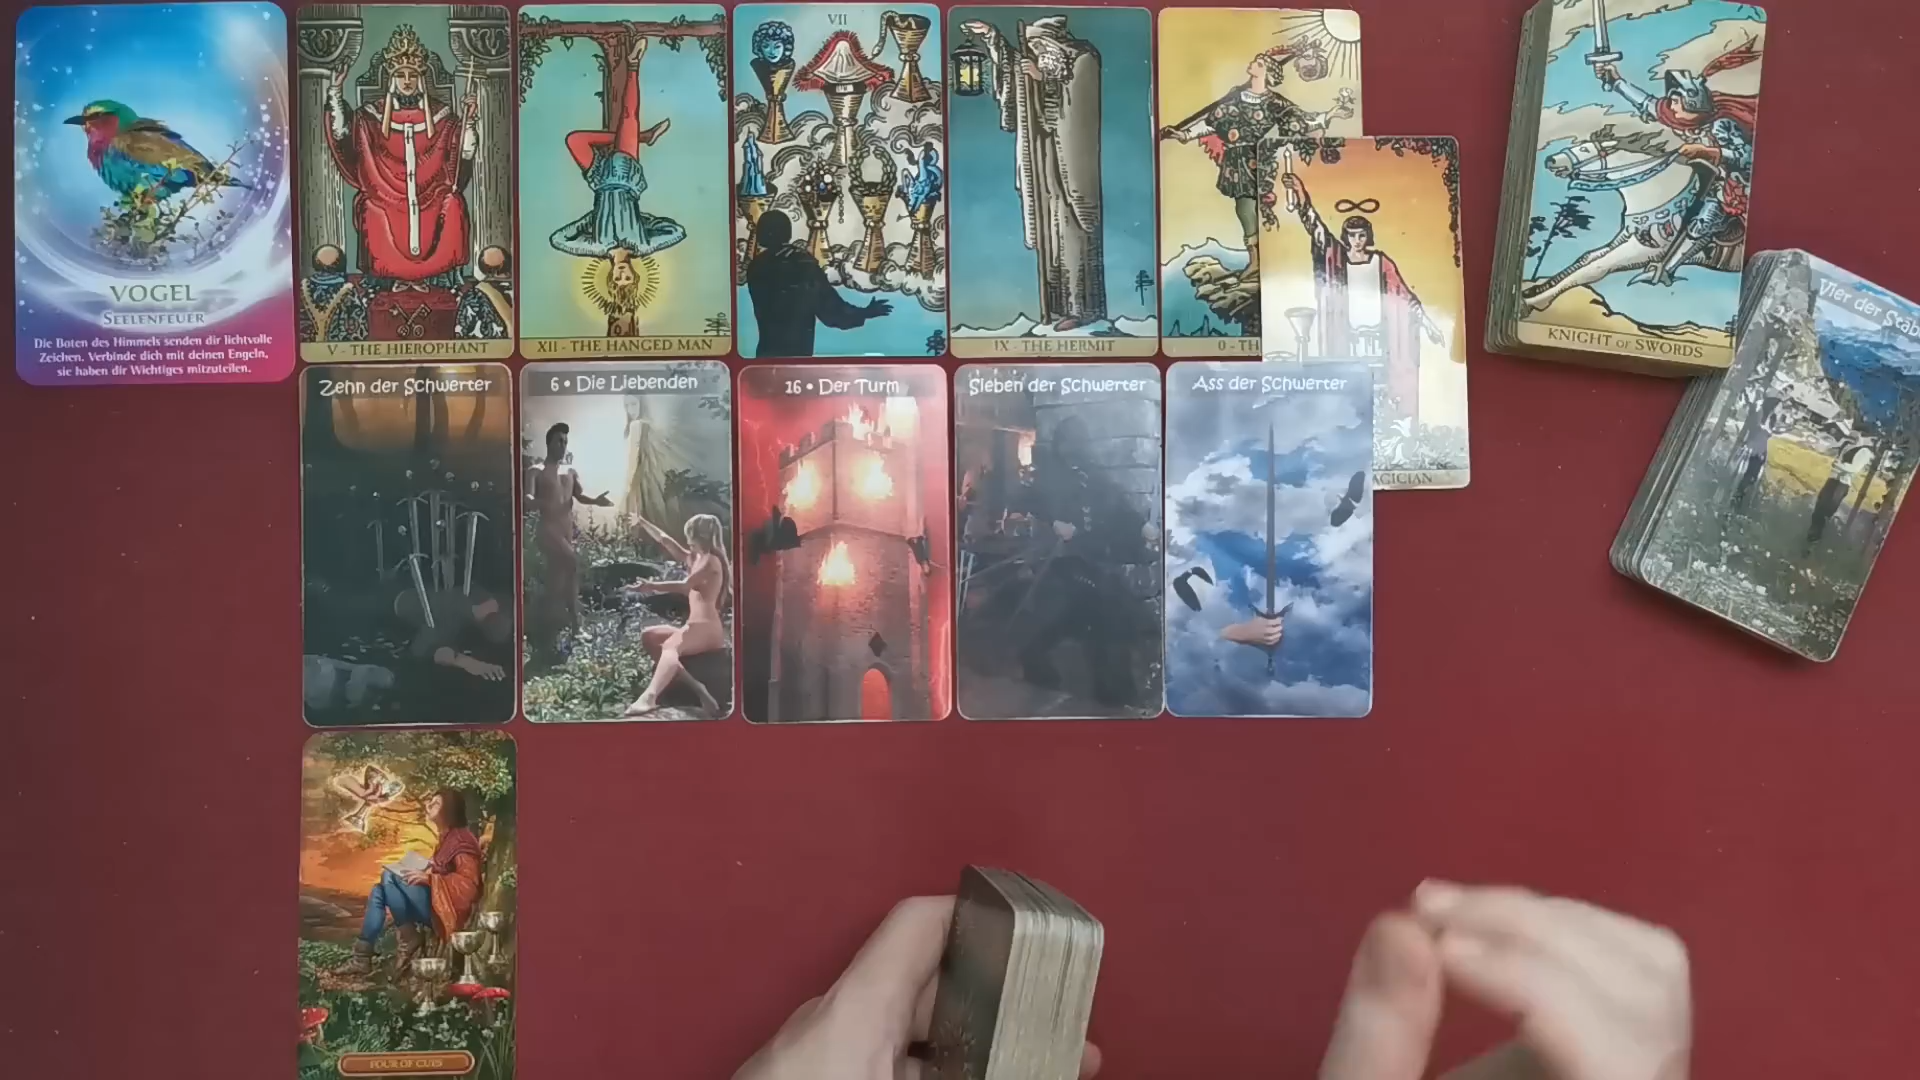 VOGEL
SEELENFEUER
Die Boten des Himmels senden dir lichtvolle
Zeichen. Verbinde dich mit deinen Engeln,
sie haben dir Wichtiges mitzuteilen.
V - THE HIEROPHANT
XII - THE HANGED MAN
VII
IX - THE HERMIT
0 - TH
AGICIAN
KNIGHT OF SWORDS
Vier der Stäb
Zehn der Schwerter
6 • Die Liebenden
16 • Der Turm
Sieben der Schwerter
Ass der Schwerter
FOUR OF CUPS